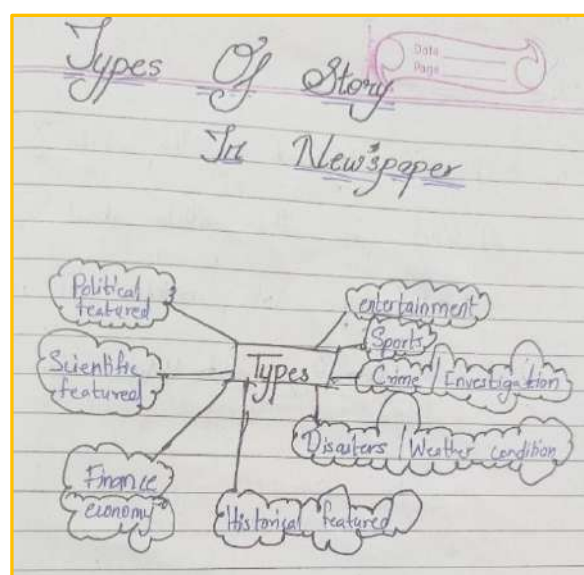 Types Of Story
Date
Page
In Newspaper
Political
featured
entertainment
Sports
Scientific
featured
Types
Crime / Investigation
Disasters / Weather condition
Finance
economy
Historical featured